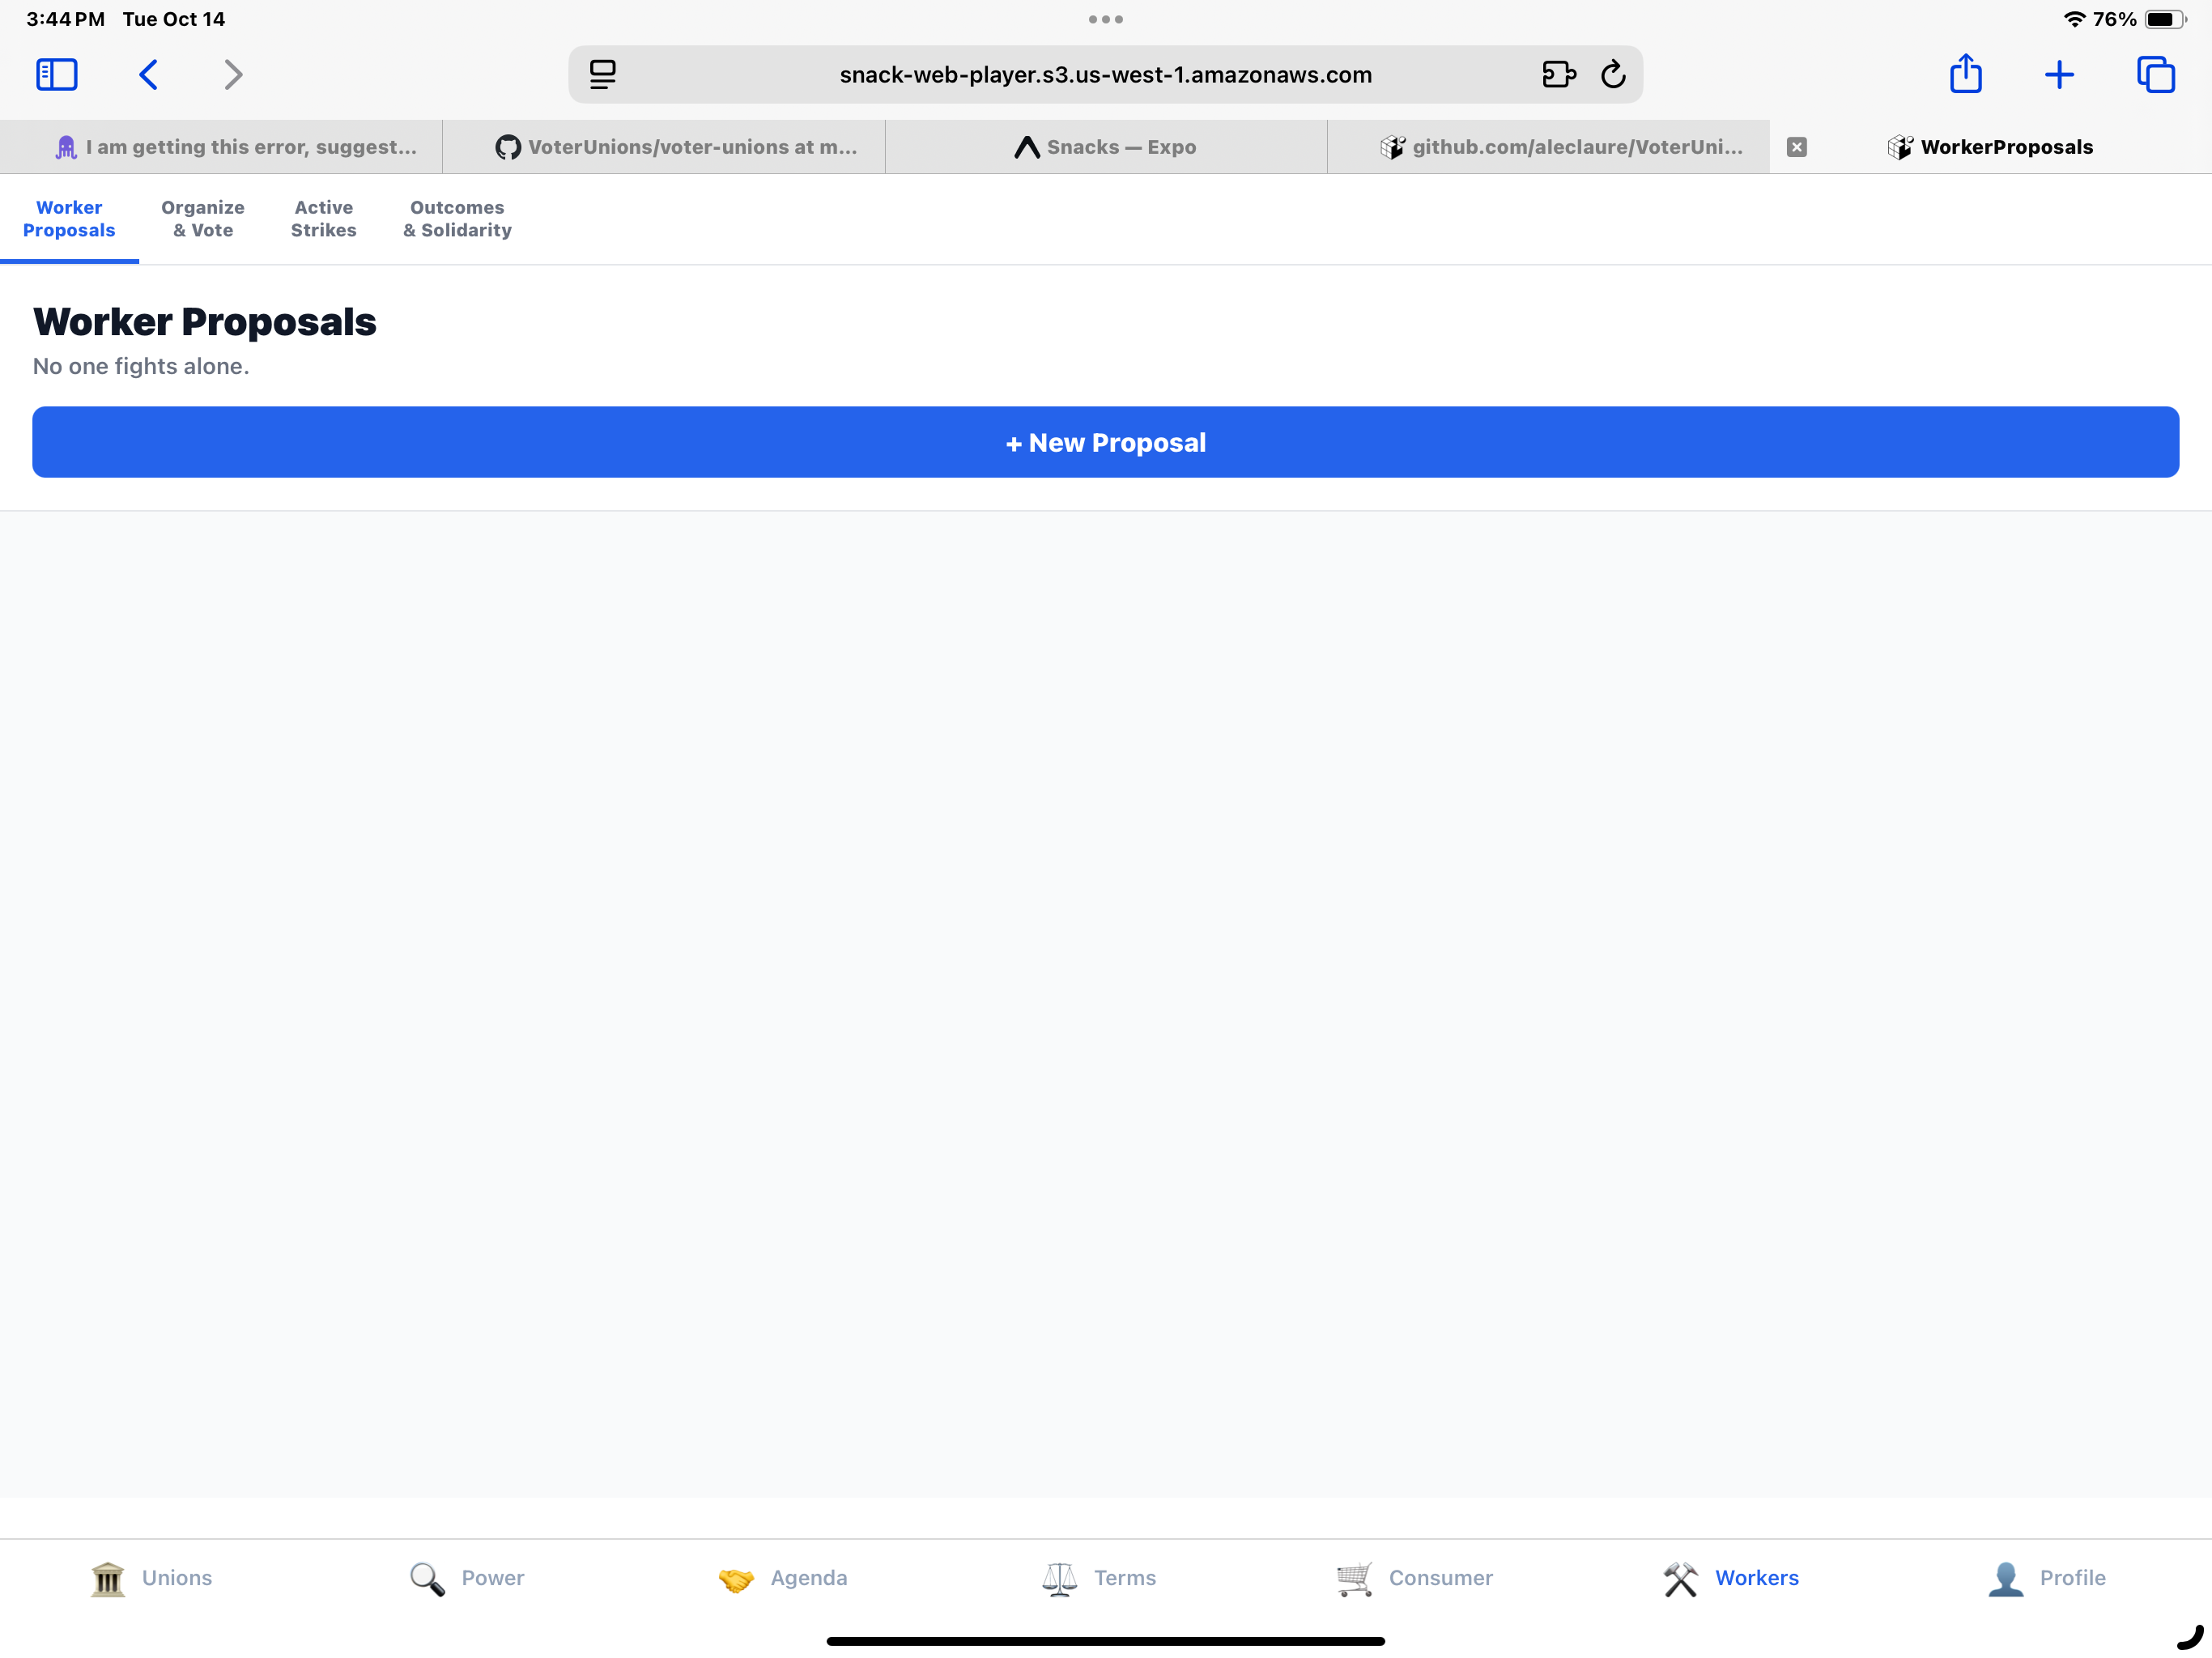 3:44 PM Tue Oct 14
76%
snack-web-player.s3.us-west-1.amazonaws.com
I am getting this error, suggest...
VoterUnions/voter-unions at m...
Snacks — Expo
github.com/aleclaure/VoterUni...
WorkerProposals
Worker
Proposals
Organize
& Vote
Active
Strikes
Outcomes
& Solidarity
Worker Proposals
No one fights alone.
+ New Proposal
Unions
Power
Agenda
Terms
Consumer
Workers
Profile